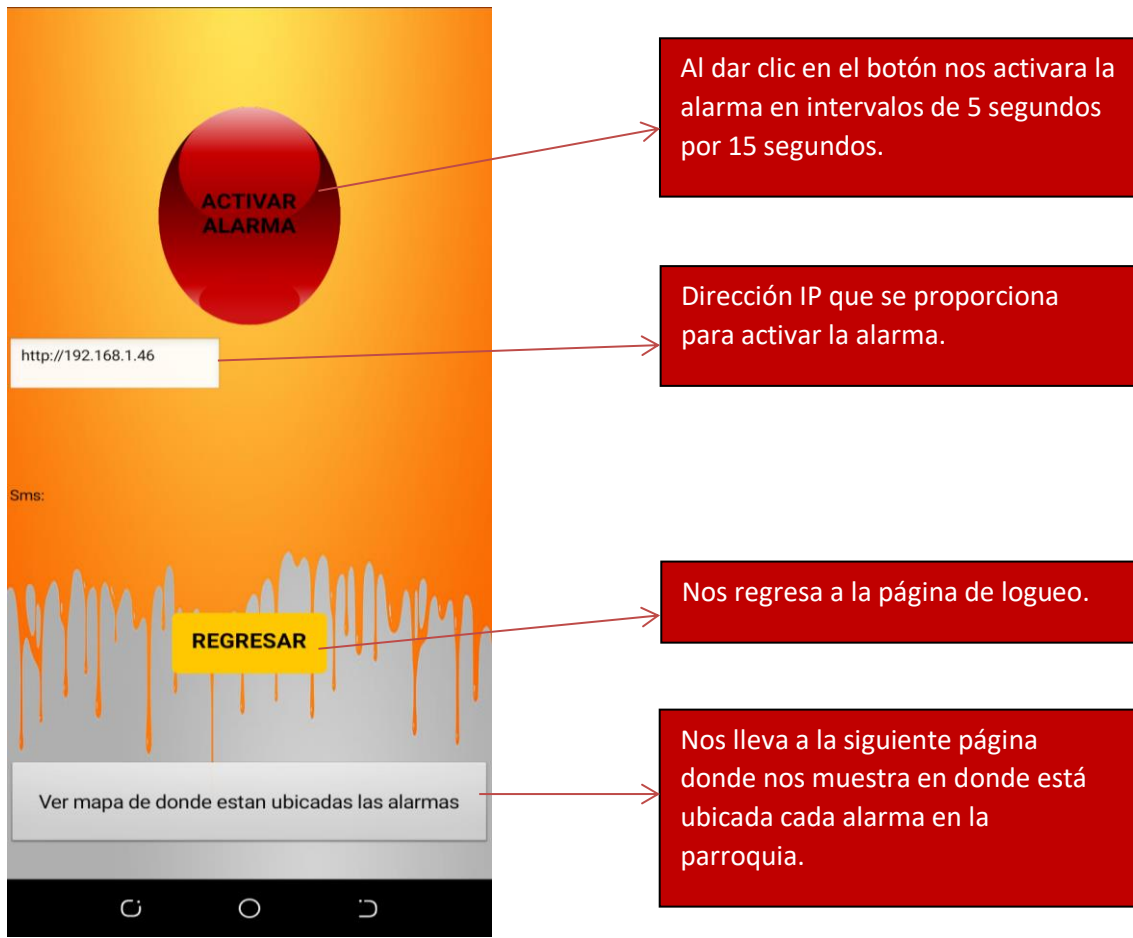 ACTIVAR
ALARMA
http://192.168.1.46
Sms:
REGRESAR
Ver mapa de donde estan ubicadas las alarmas
Al dar clic en el botón nos activara la
alarma en intervalos de 5 segundos
por 15 segundos.
Dirección IP que se proporciona
para activar la alarma.
Nos regresa a la página de logueo.
Nos lleva a la siguiente página
donde nos muestra en donde está
ubicada cada alarma en la
parroquia.